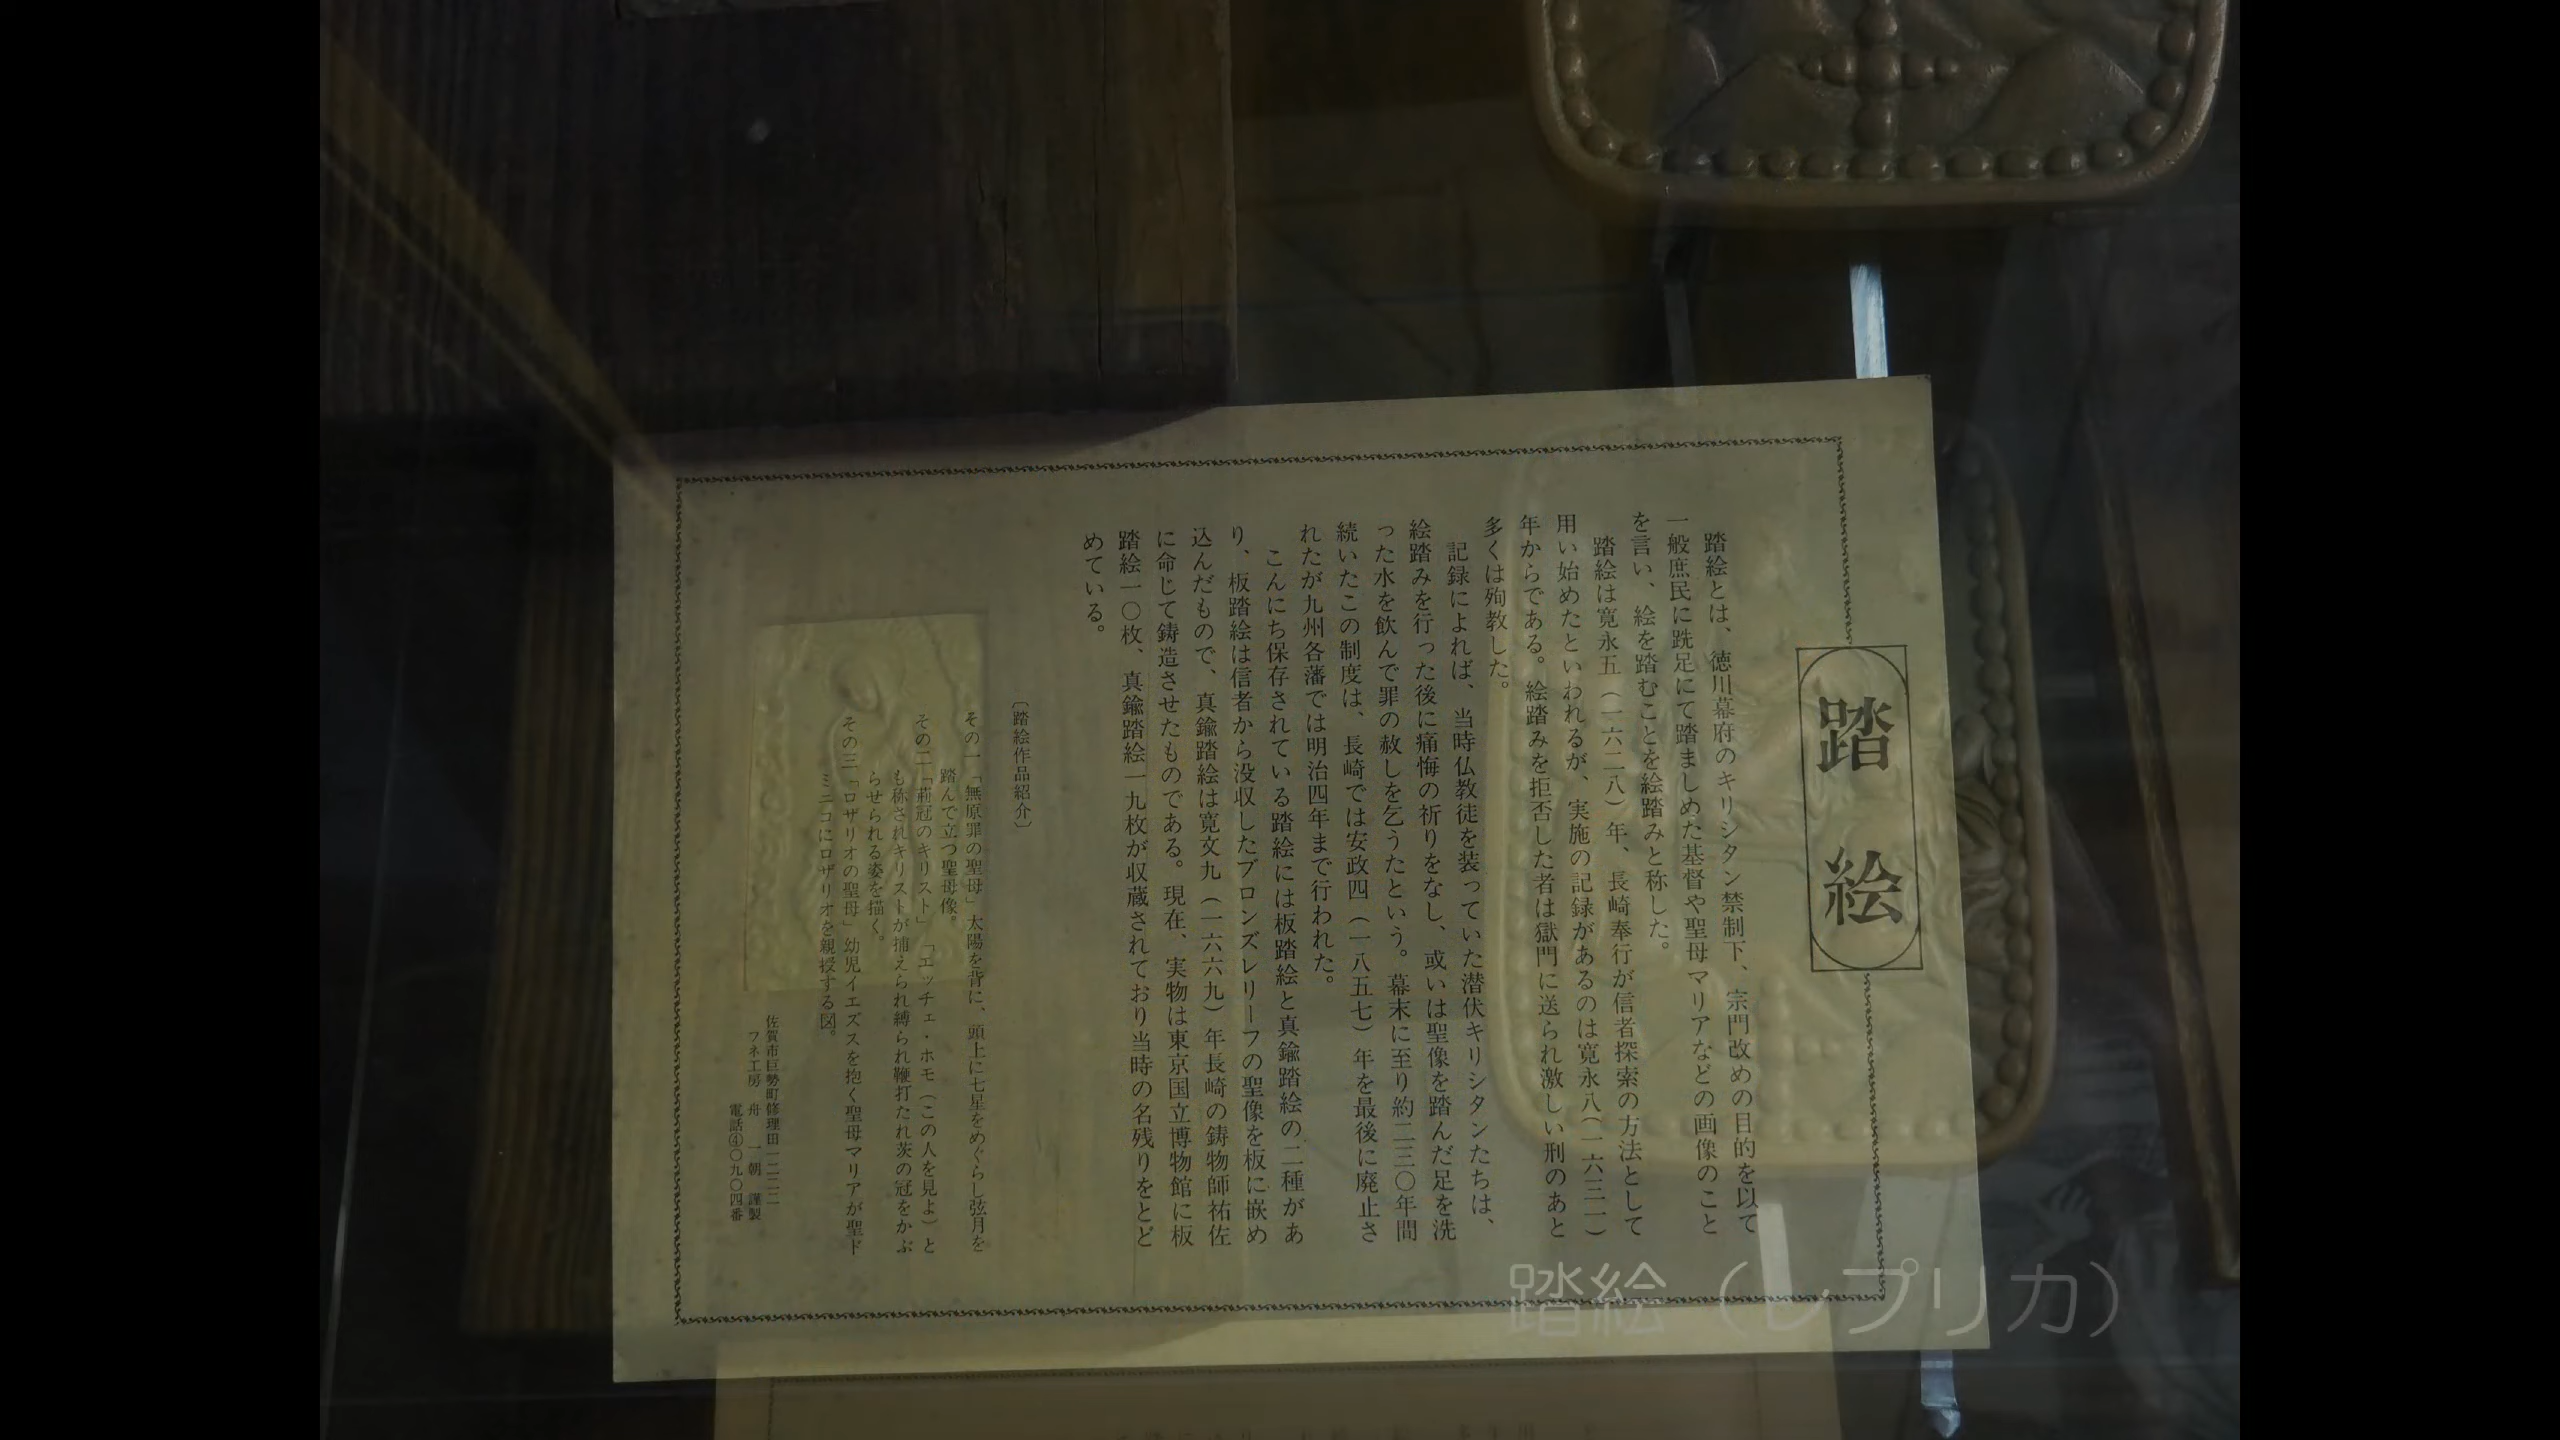 踏絵
踏絵とは、徳川幕府のキリシタン禁制下、宗門改めの目的を以て
一般庶民に跣足にて踏ましめた基督や聖母マリアなどの画像のこと
を言い、絵を踏むことを絵踏みと称した。
踏絵は寛永五(一六二八)年、長崎奉行が信者探索の方法として
用い始めたといわれるが、実施の記録があるのは寛永八(一六三一)
年からである。絵踏みを拒否した者は獄門に送られ激しい刑のあと
多くは殉教した。
記録によれば、当時仏教徒を装っていた潜伏キリシタンたちは、
絵踏みを行った後に痛悔の祈りをなし、或いは聖像を踏んだ足を洗
った水を飲んで罪の赦しを乞うたという。幕末に至り約二三〇年間
続いたこの制度は、長崎では安政四(一八五七)年を最後に廃止さ
れたが九州各藩では明治四年まで行われた。
こんにち保存されている踏絵には板踏絵と真鍮踏絵の二種があ
り、板踏絵は信者から没収したブロンズレリーフの聖像を板に嵌め
込んだもので、真鍮踏絵は寛文九(一六六九)年長崎の鋳物師祐佐
に命じて鋳造させたものである。現在、実物は東京国立博物館に板
踏絵一〇枚、真鍮踏絵一九枚が収蔵されており当時の名残りをとど
めている。
〔踏絵作品紹介〕
その一「無原罪の聖母」太陽を背に、頭上に七星をめぐらし弦月を
踏んで立つ聖母像。
その二「荊冠のキリスト」「エッチェ・ホモ(この人を見よ)と
も称されキリストが捕えられ縛られ鞭打たれ茨の冠をかぶ
らせられる姿を描く。
その三「ロザリオの聖母」幼児イエズスを抱く聖母マリアが聖ド
ミニコにロザリオを親授する図。
佐賀市巨勢町修理田一二二二
フネ工房 舟 一朝 謹製
電話④〇九〇四番
踏絵（レプリカ）